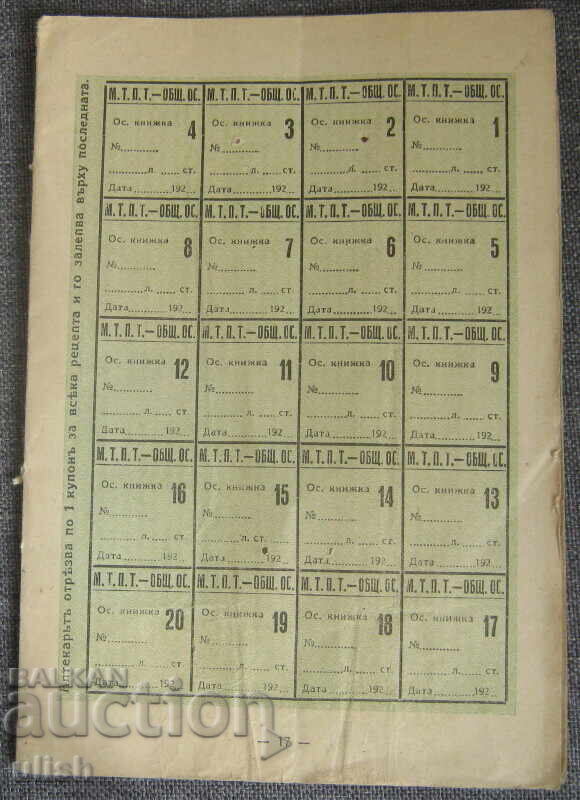 Аптекарьтъ отрѣзва по 1 купонъ за всѣка рецепта и го залепва върху последната.
М. Т. П. Т.—ОБЩ. ОС. М. Т. П. Т.—ОБЩ. ОС. М. Т. П. Т.—ОБЩ. ОС. М. Т. П. Т.—ОБЩ. ОС.
Ос. книжка 4 Ос. книжка 3 Ос. книжка 2 Ос. книжка 1
№........... №........... №........... №...........
.........л. ...... ст. .........л. ...... ст. .........л. ...... ст. .........л. ...... ст.
Дата..........192... Дата..........192... Дата..........192... Дата..........192...
М. Т. П. Т.—ОБЩ. ОС. М. Т. П. Т.—ОБЩ. ОС. М. Т. П. Т.—ОБЩ. ОС. М. Т. П. Т.—ОБЩ. ОС.
Ос. книжка 8 Ос. книжка 7 Ос. книжка 6 Ос. книжка 5
№........... №........... №........... №...........
.........л. ...... ст. .........л. ...... ст. .........л. ...... ст. .........л. ...... ст.
Дата..........192... Дата..........192... Дата..........192... Дата..........192...
М. Т. П. Т.—ОБЩ. ОС. М. Т. П. Т.—ОБЩ. ОС. М. Т. П. Т.—ОБЩ. ОС. М. Т. П. Т.—ОБЩ. ОС.
Ос. книжка 12 Ос. книжка 11 Ос. книжка 10 Ос. книжка 9
№........... №........... №........... №...........
.........л. ...... ст .........л. ...... ст. .........л. ...... ст. .........л. ...... ст.
Дата..........192... Дата..........192... Дата..........192... Дата..........192...
М. Т. П. Т.—ОБЩ. ОС. М. Т. П. Т.—ОБЩ. ОС. М. Т. П. Т.—ОБЩ. ОС. М. Т. П. Т.—ОБЩ. ОС.
Ос. книжка 16 Ос. книжка 15 Ос. книжка 14 Ос. книжка 13
№........... №........... №........... №...........
.........л. ...... ст. .........л. ...... ст. .........л. ...... ст. .........л. ...... ст.
Дата..........192... Дата..........192... Дата..........192... Дата..........192...
М. Т. П. Т.—ОБЩ. ОС. М. Т. П. Т.—ОБЩ. ОС. М. Т. П. Т.—ОБЩ. ОС. М. Т. П. Т.—ОБЩ. ОС.
Ос. книжка 20 Ос. книжка 19 Ос. книжка 18 Ос. книжка 17
№........... №........... №........... №...........
.........л. ...... ст. .........л. ...... ст. .........л. ...... ст. .........л. ...... ст.
Дата..........192... Дата..........192... Дата..........192... Дата..........192...
— 17 —
BALKAN
auction
ulish